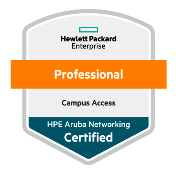 Hewlett Packard
Enterprise
Professional
Campus Access
HPE Aruba Networking
Certified